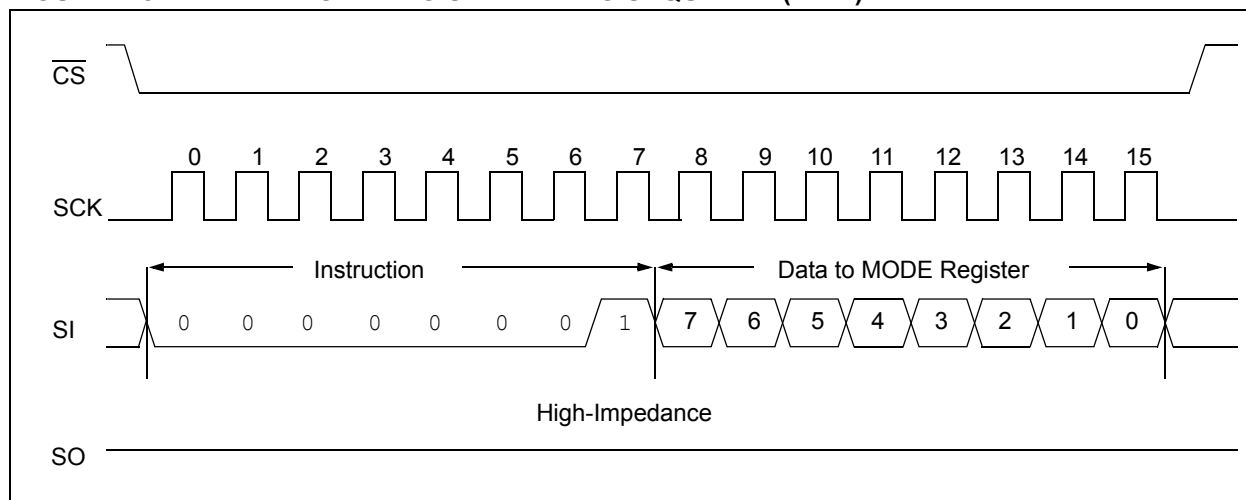 CS
0 1 2 3 4 5 6 7 8 9 10 11 12 13 14 15
SCK
Instruction Data to MODE Register
SI 0 0 0 0 0 0 0 1 7 6 5 4 3 2 1 0
High-Impedance
SO